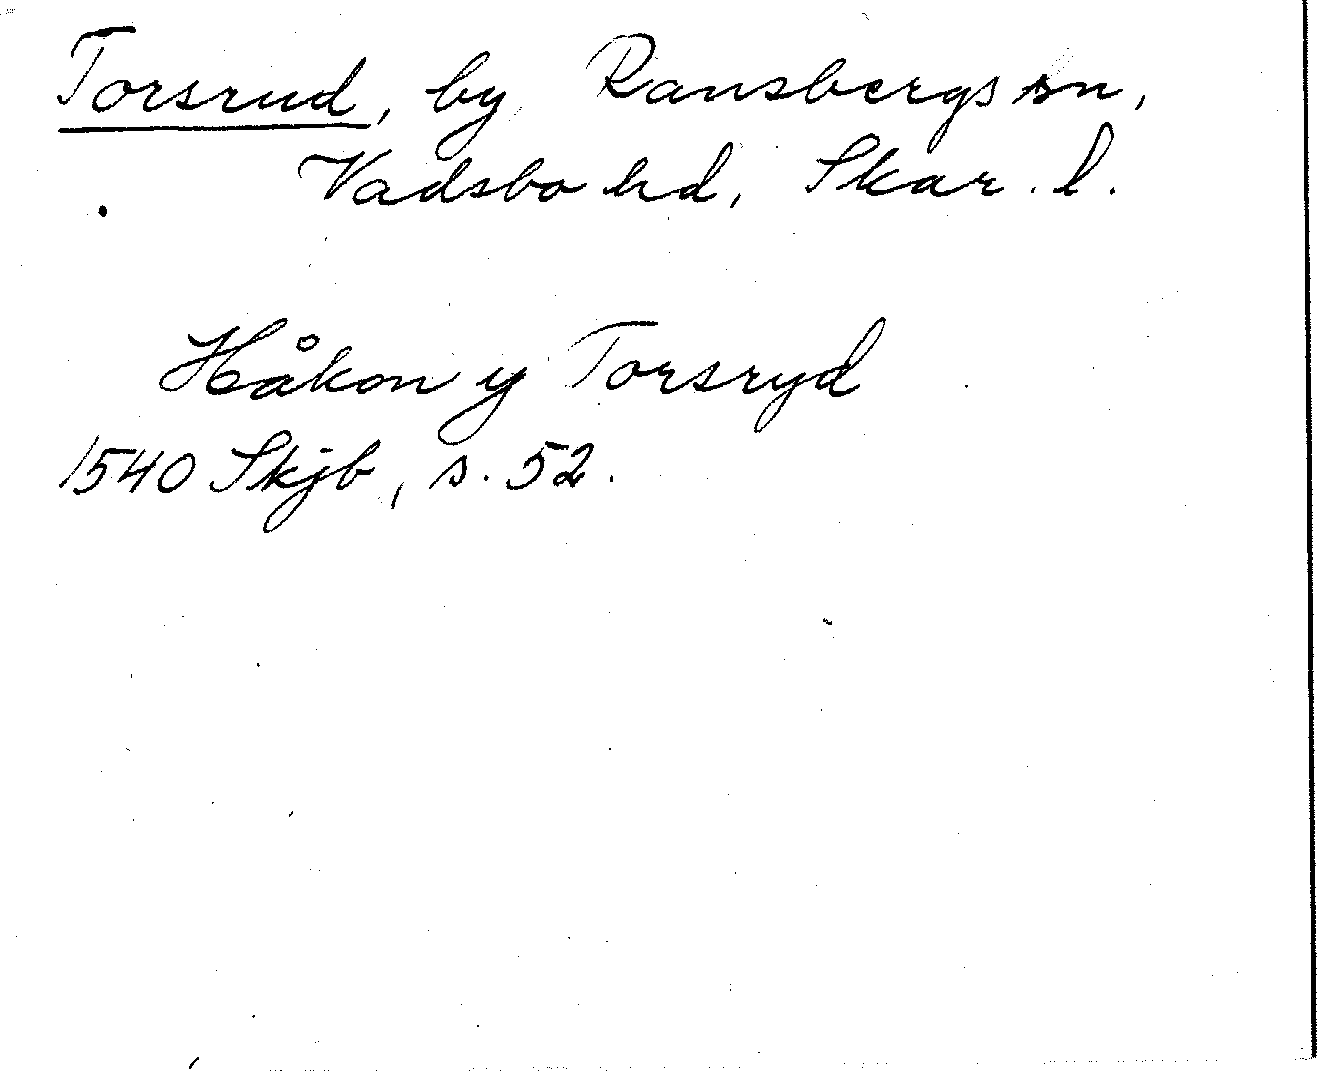 Torsrud, by Ransbergs sn,
Vadsbo hd, Skar. l.
Håkon y Torsryd
1540 Skjb, s. 52.